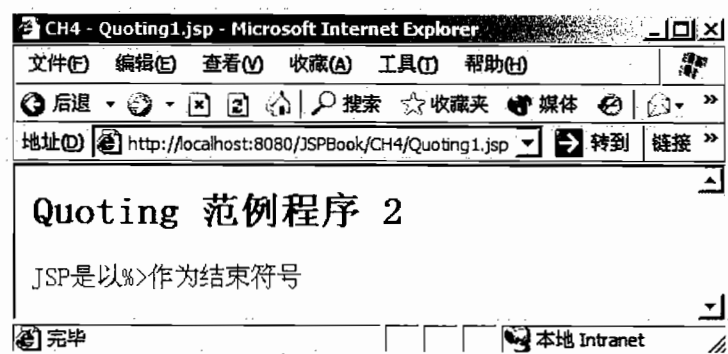 CH4 - Quoting1.jsp - Microsoft Internet Explorer
文件(F) 编辑(E) 查看(V) 收藏(A) 工具(T) 帮助(H)
后退 搜索 收藏夹 媒体 »
地址(D) http://localhost:8080/JSPBook/CH4/Quoting1.jsp 转到 链接 »
Quoting 范例程序 2
JSP是以%>作为结束符号
完毕 本地 Intranet